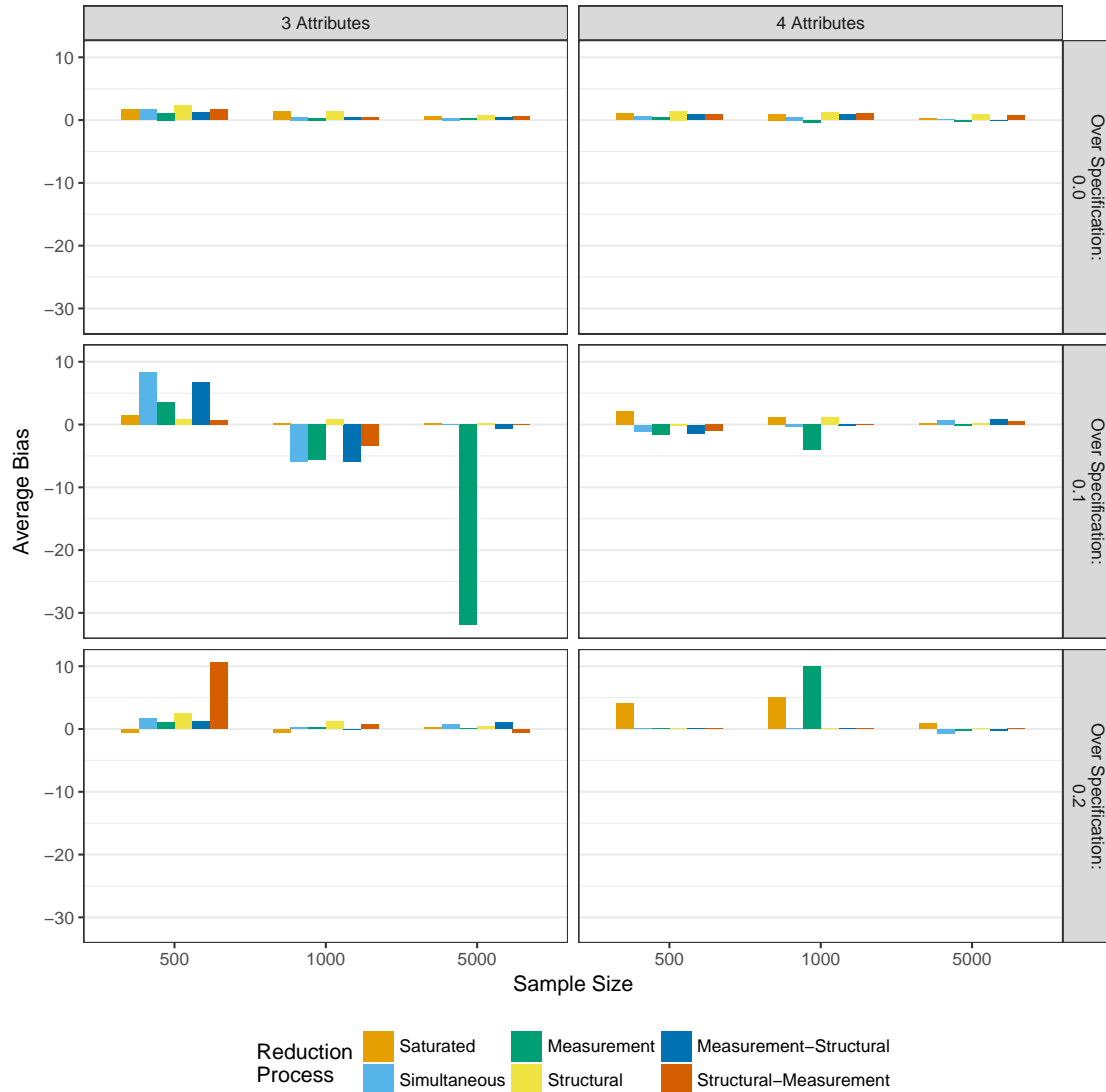 3 Attributes
4 Attributes
10
0
−10
−20
−30
Over Specification:
0.0
10
0
−10
−20
−30
Over Specification:
0.1
10
0
−10
−20
−30
Over Specification:
0.2
Average Bias
500
1000
5000
500
1000
5000
Sample Size
Reduction
Process
Saturated
Measurement
Measurement−Structural
Simultaneous
Structural
Structural−Measurement